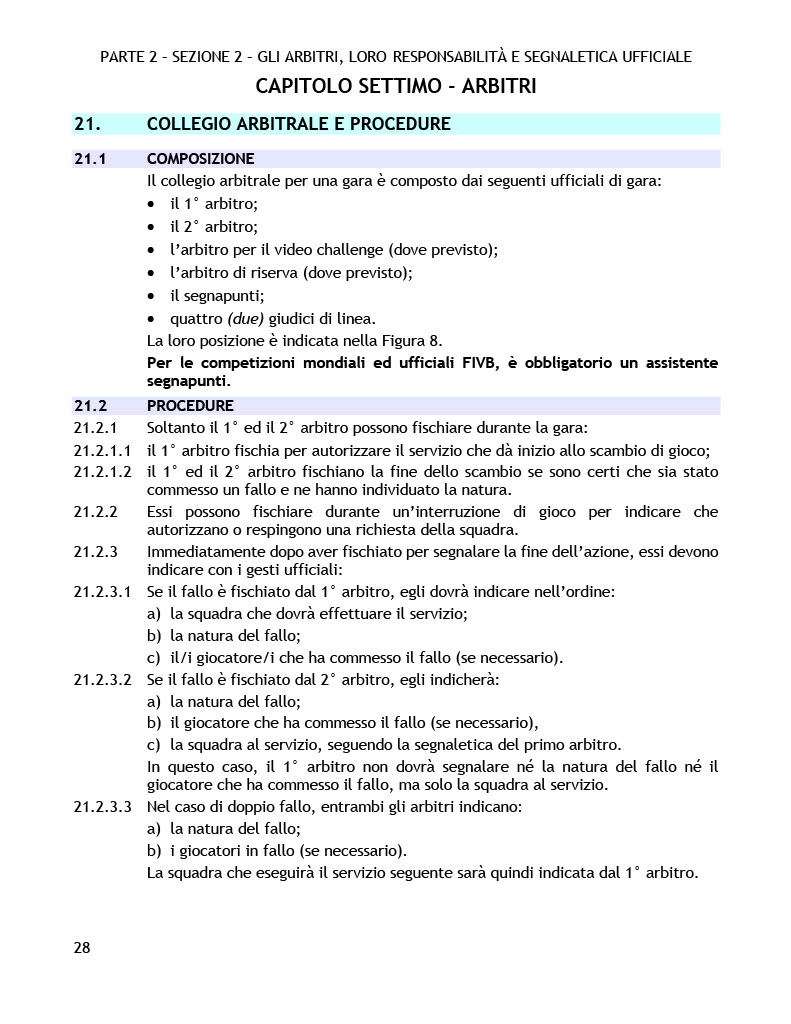 PARTE 2 – SEZIONE 2 – GLI ARBITRI, LORO RESPONSABILITÀ E SEGNALETICA UFFICIALE
CAPITOLO SETTIMO - ARBITRI
21. COLLEGIO ARBITRALE E PROCEDURE
21.1 COMPOSIZIONE
Il collegio arbitrale per una gara è composto dai seguenti ufficiali di gara:
• il 1° arbitro;
• il 2° arbitro;
• l’arbitro per il video challenge (dove previsto);
• l’arbitro di riserva (dove previsto);
• il segnapunti;
• quattro (due) giudici di linea.
La loro posizione è indicata nella Figura 8.
Per le competizioni mondiali ed ufficiali FIVB, è obbligatorio un assistente
segnapunti.
21.2 PROCEDURE
21.2.1 Soltanto il 1° ed il 2° arbitro possono fischiare durante la gara:
21.2.1.1 il 1° arbitro fischia per autorizzare il servizio che dà inizio allo scambio di gioco;
21.2.1.2 il 1° ed il 2° arbitro fischiano la fine dello scambio se sono certi che sia stato
commesso un fallo e ne hanno individuato la natura.
21.2.2 Essi possono fischiare durante un’interruzione di gioco per indicare che
autorizzano o respingono una richiesta della squadra.
21.2.3 Immediatamente dopo aver fischiato per segnalare la fine dell’azione, essi devono
indicare con i gesti ufficiali:
21.2.3.1 Se il fallo è fischiato dal 1° arbitro, egli dovrà indicare nell’ordine:
a) la squadra che dovrà effettuare il servizio;
b) la natura del fallo;
c) il/i giocatore/i che ha commesso il fallo (se necessario).
21.2.3.2 Se il fallo è fischiato dal 2° arbitro, egli indicherà:
a) la natura del fallo;
b) il giocatore che ha commesso il fallo (se necessario),
c) la squadra al servizio, seguendo la segnaletica del primo arbitro.
In questo caso, il 1° arbitro non dovrà segnalare né la natura del fallo né il
giocatore che ha commesso il fallo, ma solo la squadra al servizio.
21.2.3.3 Nel caso di doppio fallo, entrambi gli arbitri indicano:
a) la natura del fallo;
b) i giocatori in fallo (se necessario).
La squadra che eseguirà il servizio seguente sarà quindi indicata dal 1° arbitro.
28